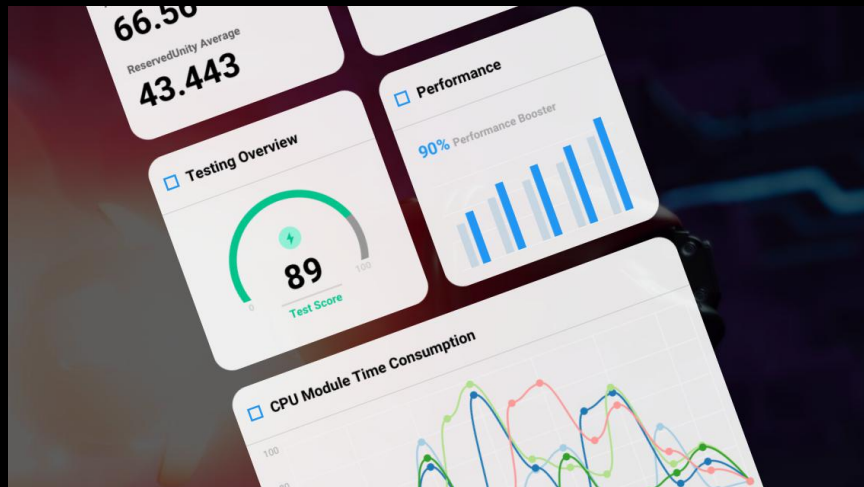 66.56
ReservedUnity Average
43.443
Performance
90% Performance Booster
Testing Overview
89
0
100
Test Score
CPU Module Time Consumption
100